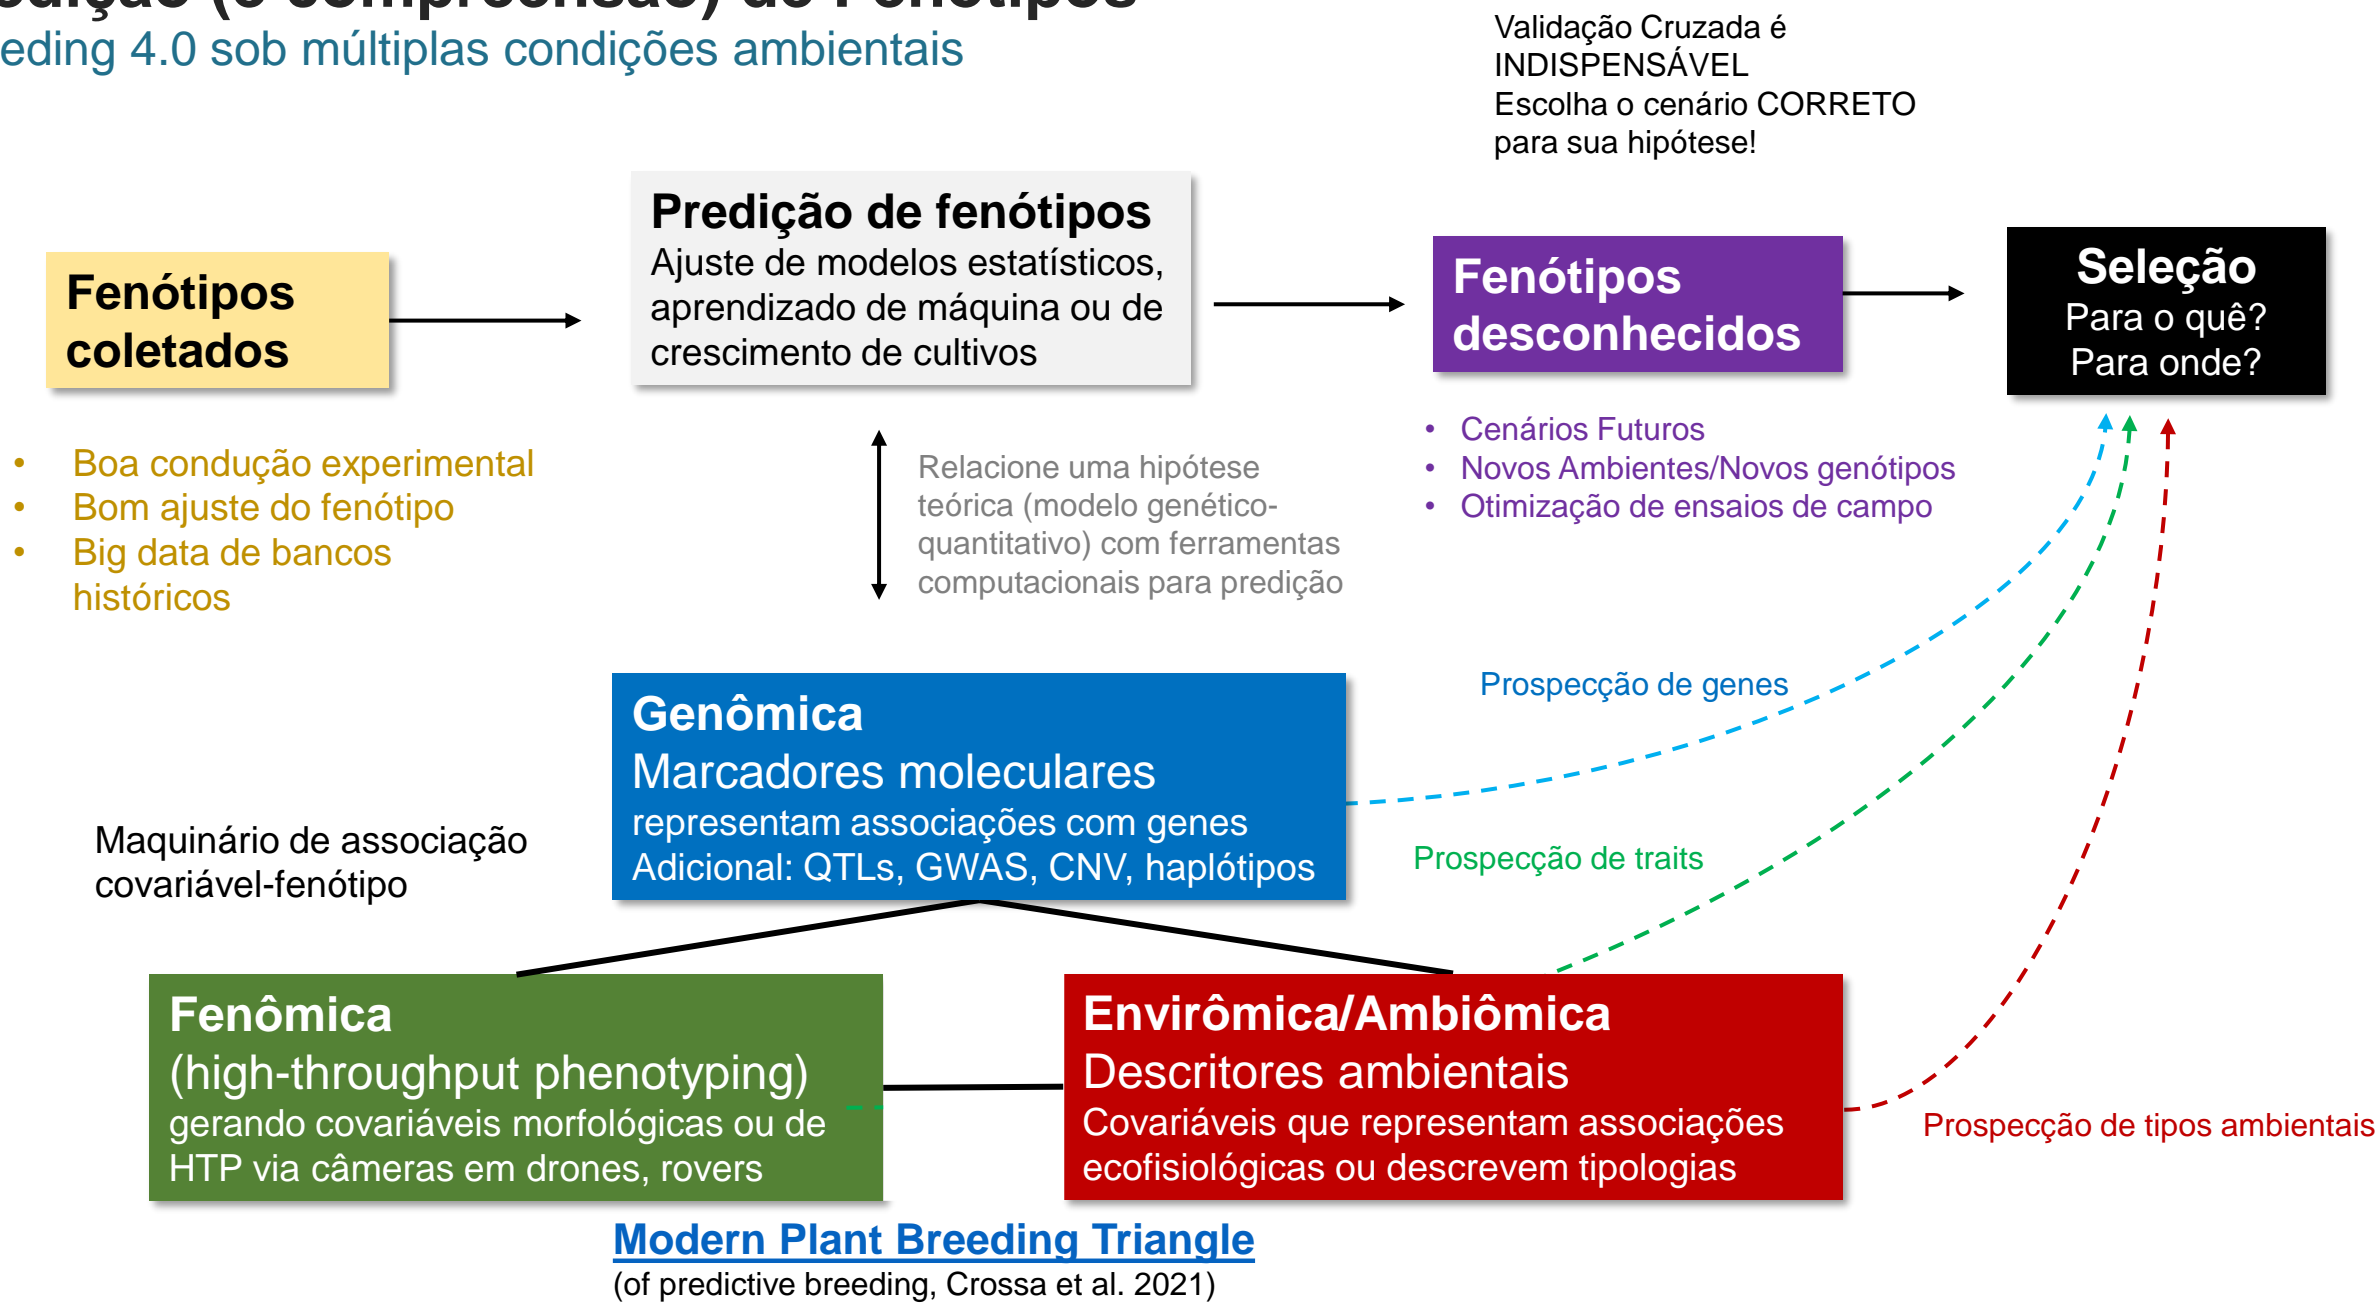 (e compreensão) de Fenótipos
eding 4.0 sob múltiplas condições ambientais
Validação Cruzada é
INDISPENSÁVEL
Escolha o cenário CORRETO
para sua hipótese!
Fenótipos
coletados
Predição de fenótipos
Ajuste de modelos estatísticos,
aprendizado de máquina ou de
crescimento de cultivos
Fenótipos
desconhecidos
Seleção
Para o quê?
Para onde?
• Boa condução experimental
• Bom ajuste do fenótipo
• Big data de bancos
históricos
Relacione uma hipótese
teórica (modelo genético-
quantitativo) com ferramentas
computacionais para predição
• Cenários Futuros
• Novos Ambientes/Novos genótipos
• Otimização de ensaios de campo
Prospecção de genes
Genômica
Marcadores moleculares
representam associações com genes
Adicional: QTLs, GWAS, CNV, haplótipos
Maquinário de associação
covariável-fenótipo
Prospecção de traits
Fenômica
(high-throughput phenotyping)
gerando covariáveis morfológicas ou de
HTP via câmeras em drones, rovers
Envirômica/Ambiômica
Descritores ambientais
Covariáveis que representam associações
ecofisiológicas ou descrevem tipologias
Prospecção de tipos ambientais
Modern Plant Breeding Triangle
(of predictive breeding, Crossa et al. 2021)